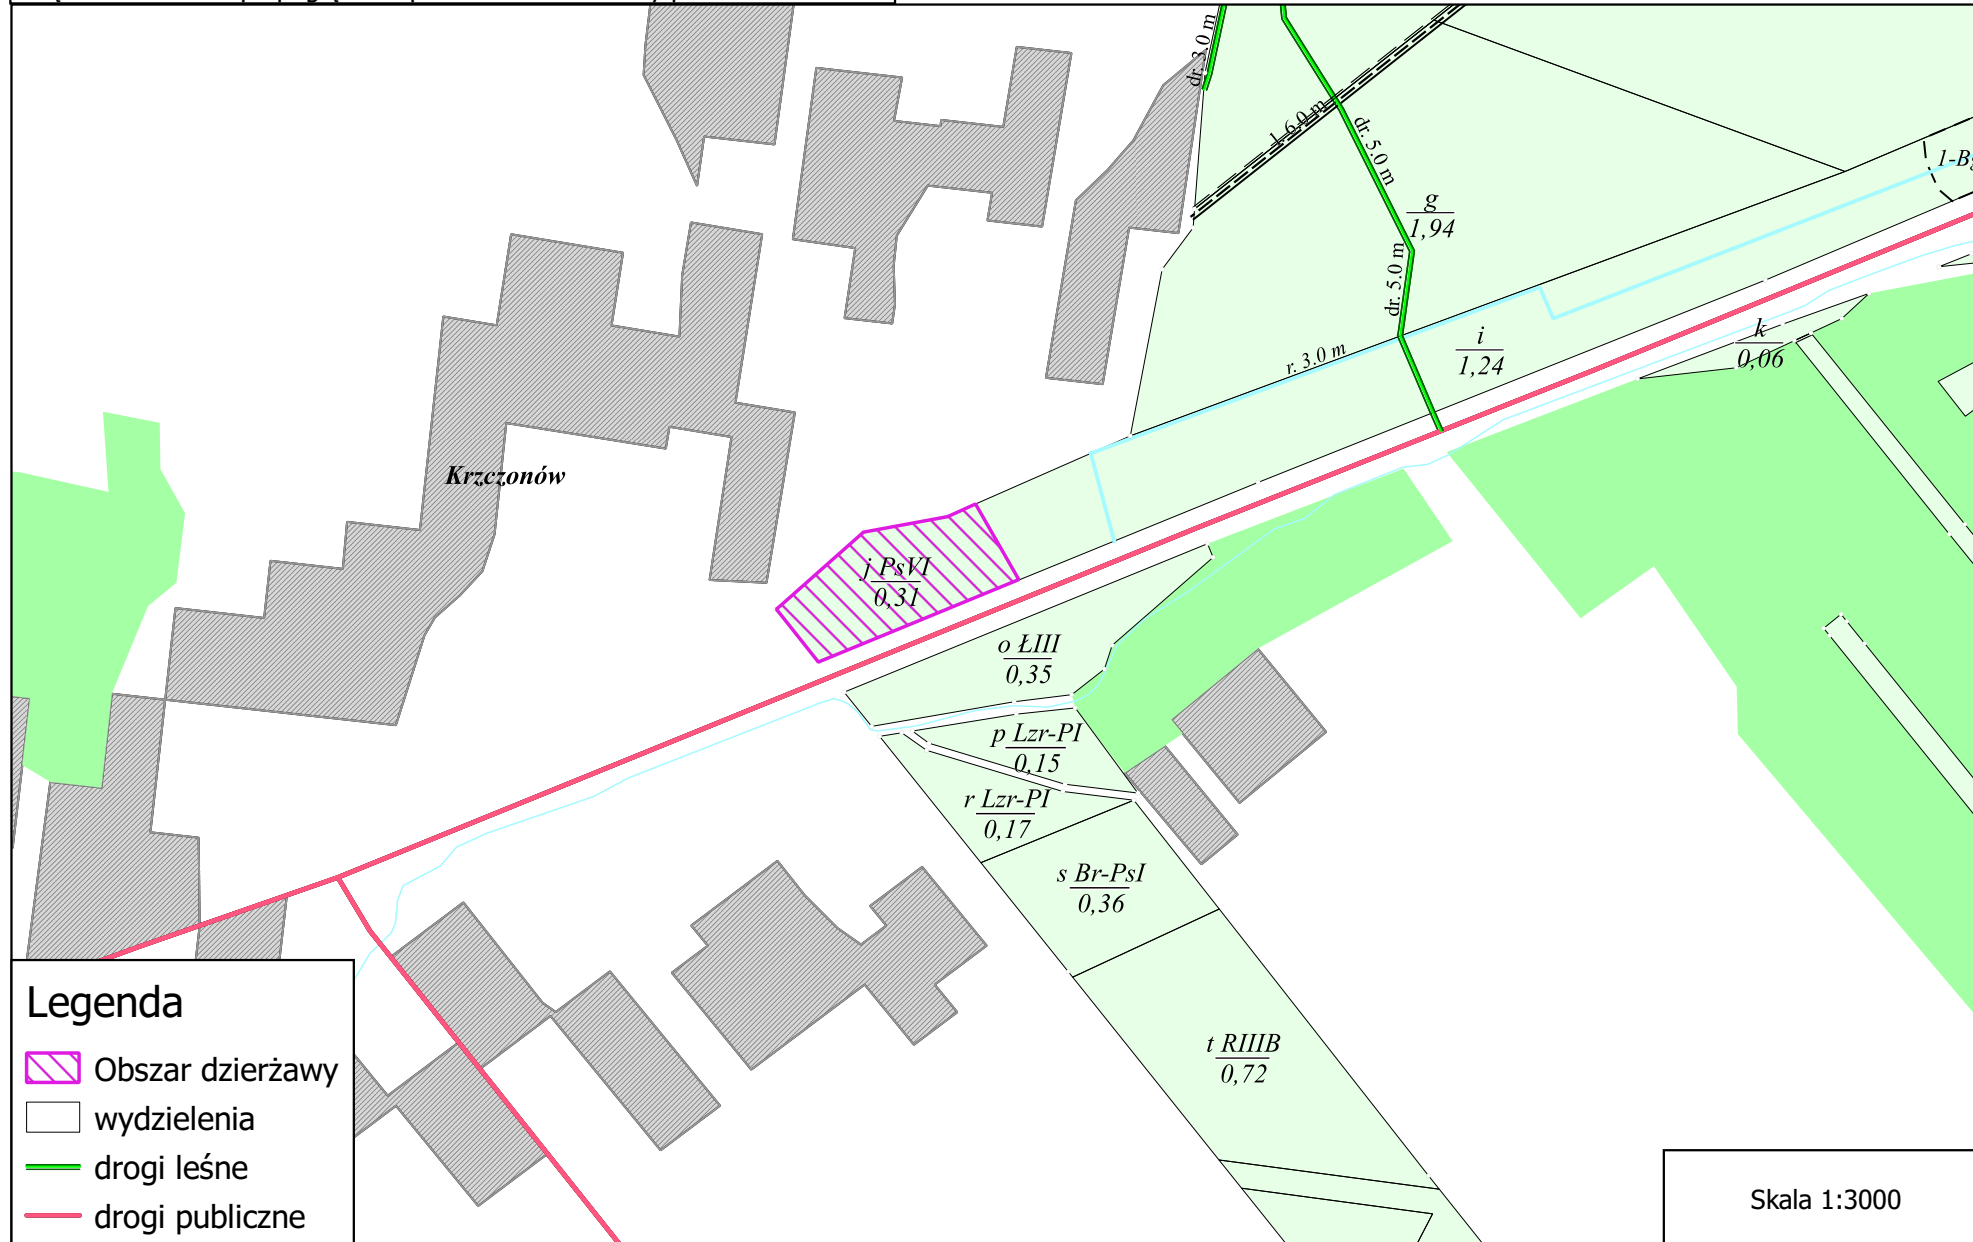 dr. 3.0 m
l. 6.0 m
dr. 5.0 m
g
1,94
dr. 5.0 m
i
1,24
r. 3.0 m
k
0,06
Krzczonów
j PsVI
0,31
o ŁIII
0,35
p Lzr-PI
0,15
r Lzr-PI
0,17
s Br-PsI
0,36
t RIIIB
0,72
Legenda
Obszar dzierżawy
wydzielenia
drogi leśne
drogi publiczne
Skala 1:3000